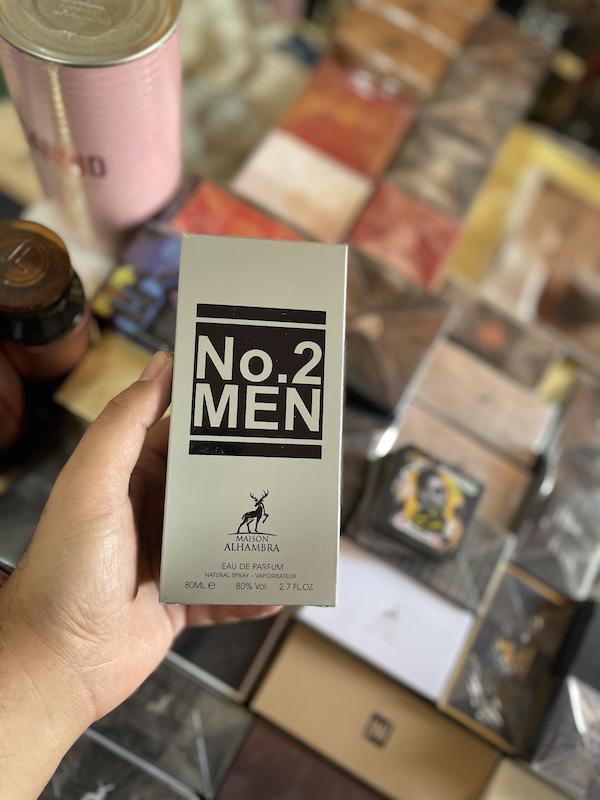 No.2
MEN
MAISON
ALHAMBRA
EAU DE PARFUM
NATURAL SPRAY - VAPORISATEUR
80ML ℮ 80% Vol. 2.7 FL.OZ.